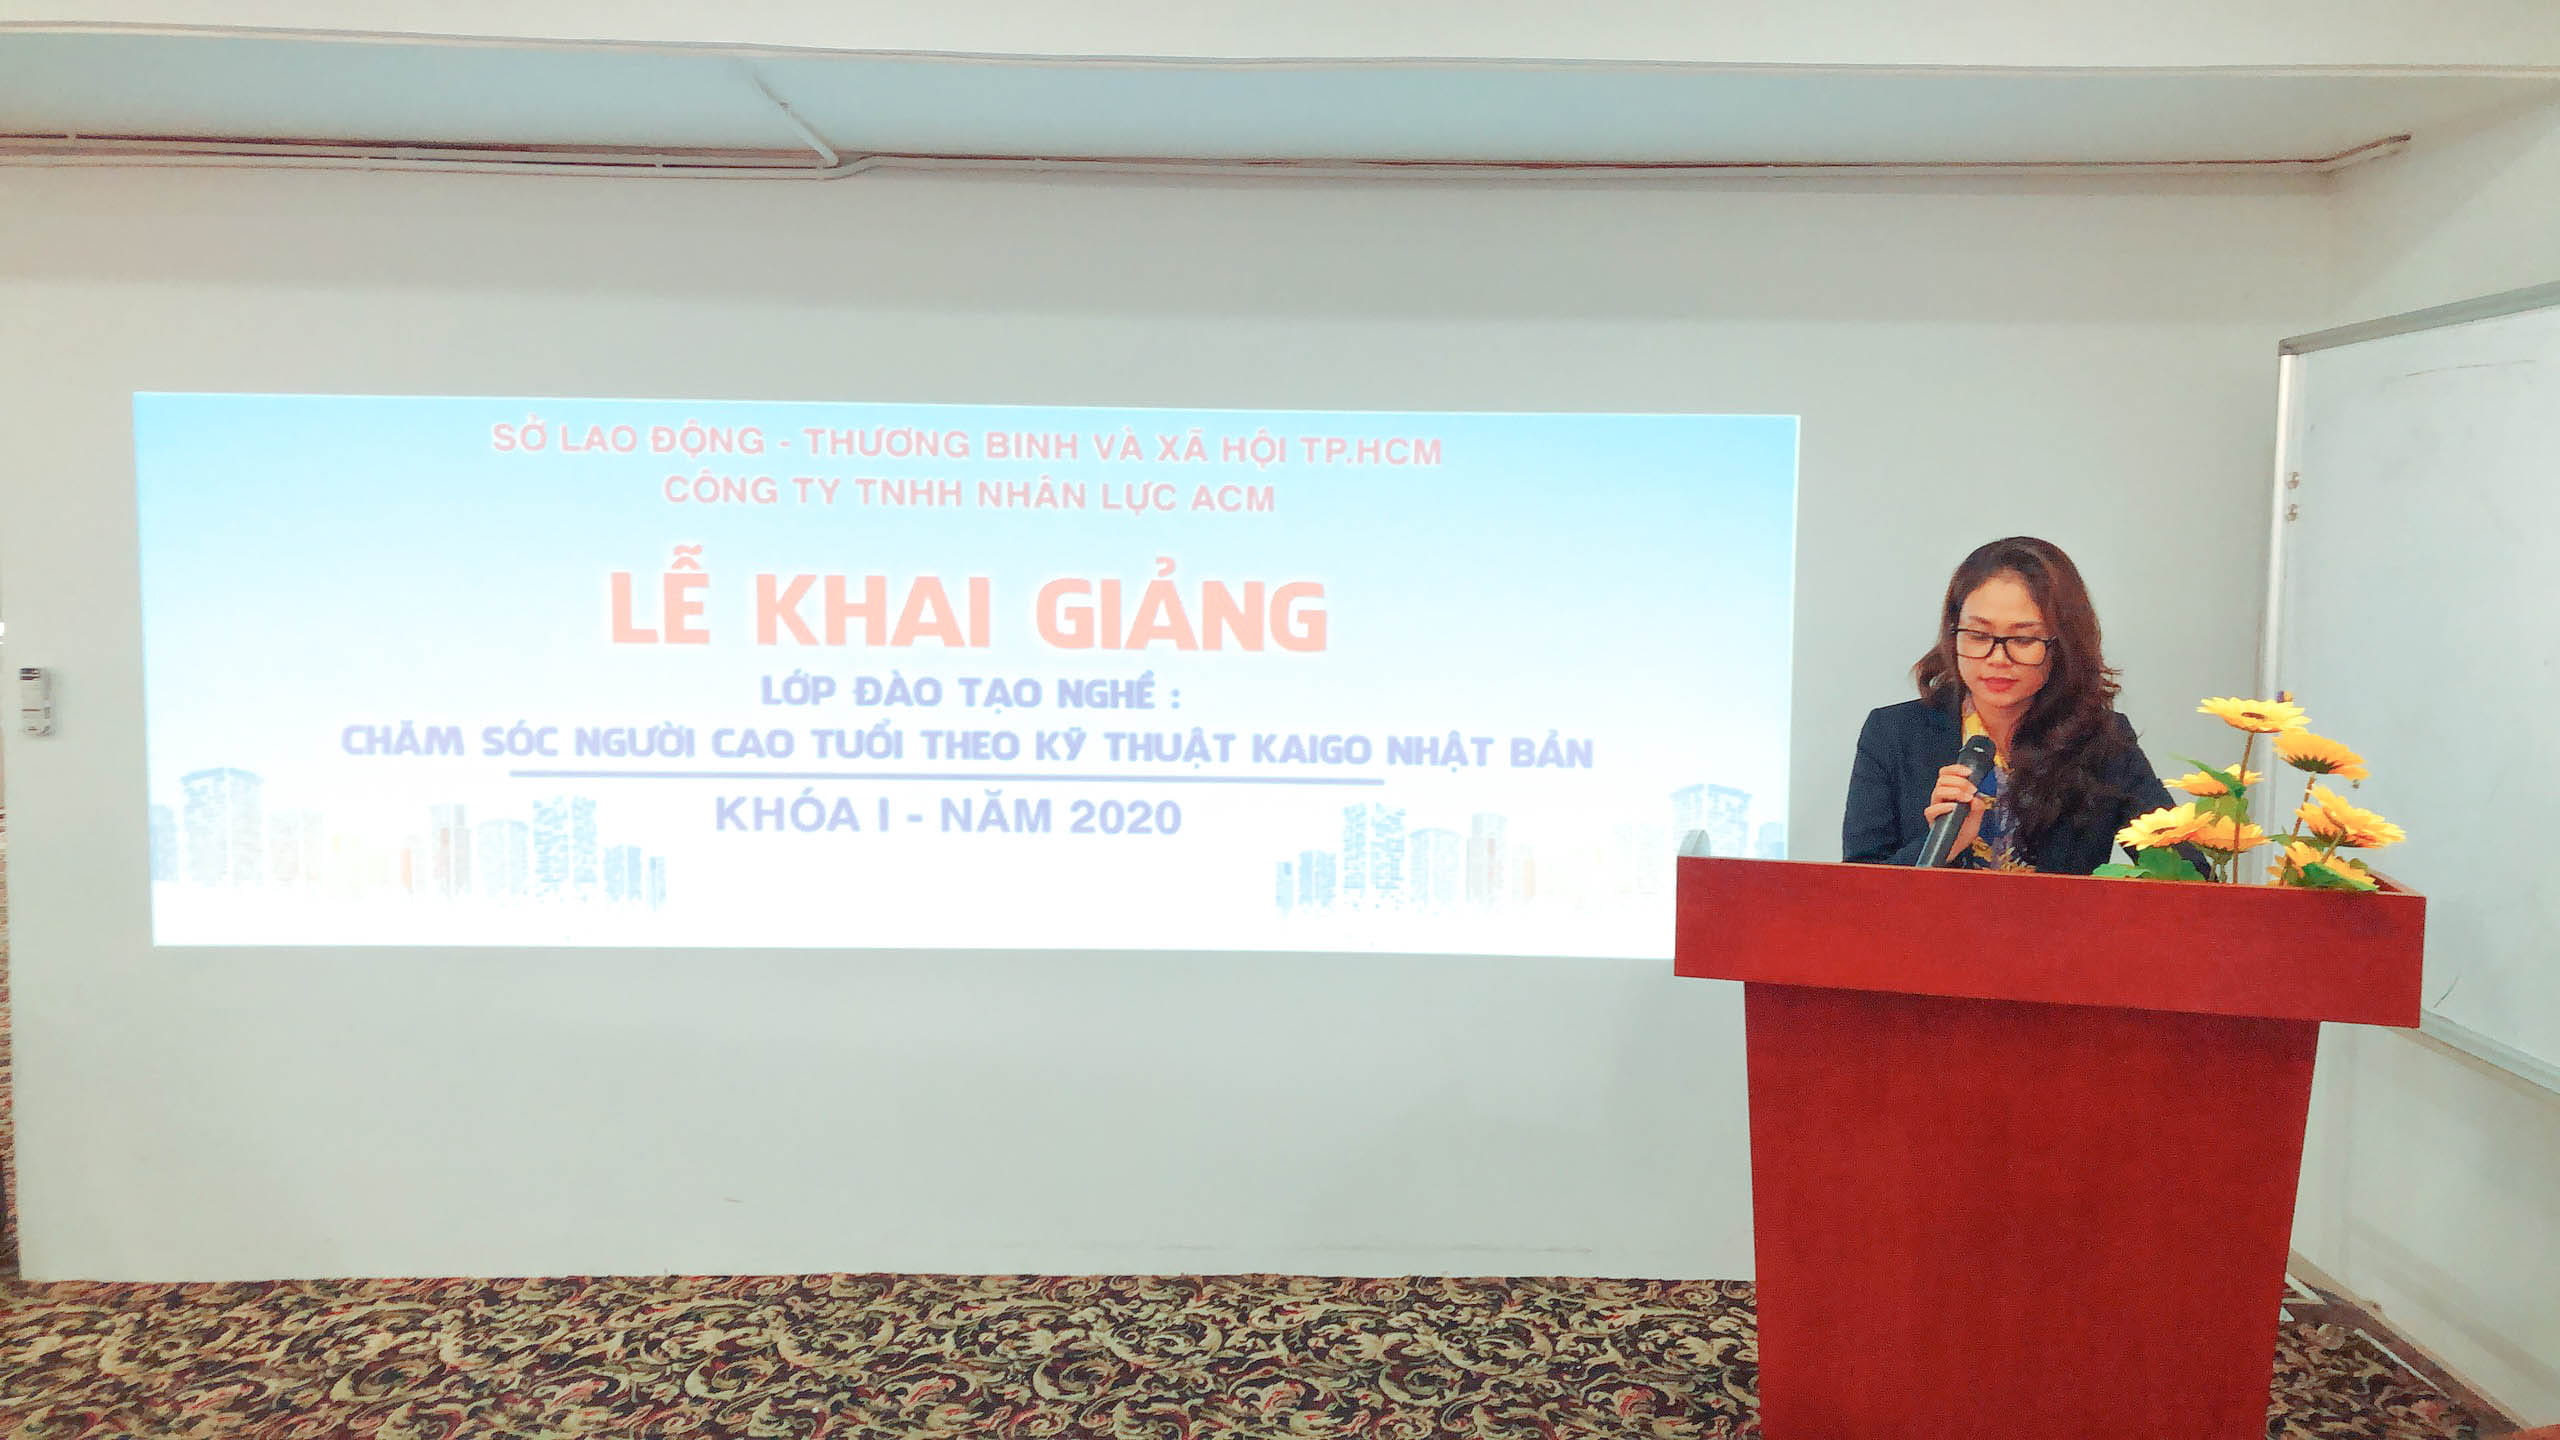 SỞ LAO ĐỘNG - THƯƠNG BINH VÀ XÃ HỘI TP.HCM
CÔNG TY TNHH NHÂN LỰC ACM
LỄ KHAI GIẢNG
LỚP ĐÀO TẠO NGHỀ :
CHĂM SÓC NGƯỜI CAO TUỔI THEO KỸ THUẬT KAIGO NHẬT BẢN
KHÓA I - NĂM 2020